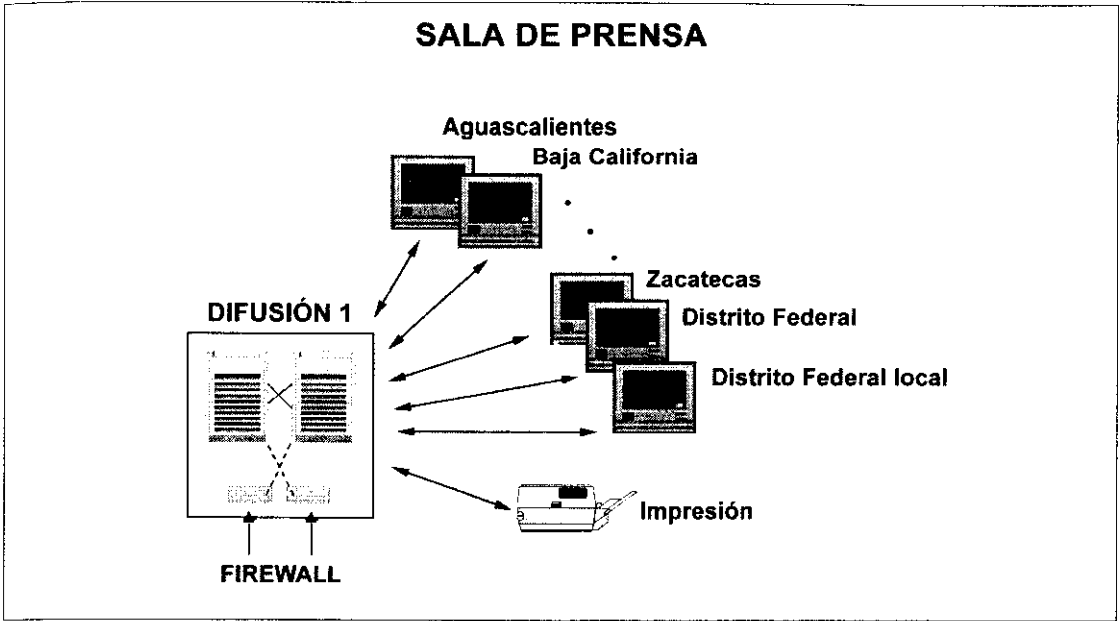 SALA DE PRENSA
Aguascalientes
Baja California
Zacatecas
DIFUSIÓN 1
Distrito Federal
Distrito Federal local
Impresión
FIREWALL